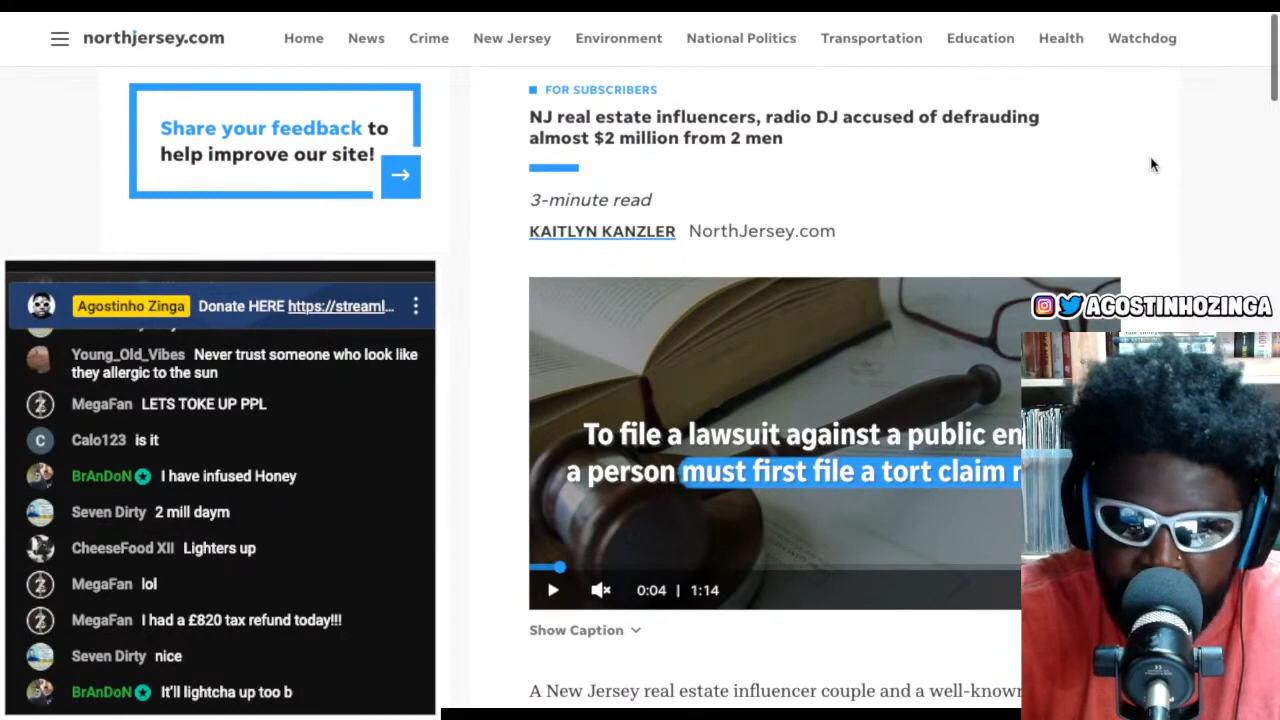 northjersey.com
Home News Crime New Jersey Environment National Politics Transportation Education Health Watchdog
Share your feedback to
help improve our site!
FOR SUBSCRIBERS
NJ real estate influencers, radio DJ accused of defrauding
almost $2 million from 2 men
3-minute read
KAITLYN KANZLER NorthJersey.com
To file a lawsuit against a public en
a person must first file a tort claim
0:04 | 1:14
Show Caption
A New Jersey real estate influencer couple and a well-known
Agostinho Zinga Donate HERE https://streaml...
Young_Old_Vibes Never trust someone who look like
they allergic to the sun
MegaFan LETS TOKE UP PPL
C Calo123 is it
BrAnDoN I have infused Honey
Seven Dirty 2 mill daym
CheeseFood XII Lighters up
MegaFan lol
MegaFan I had a £820 tax refund today!!!
Seven Dirty nice
BrAnDoN It'll lightcha up too b
AGOSTINHOZINGA